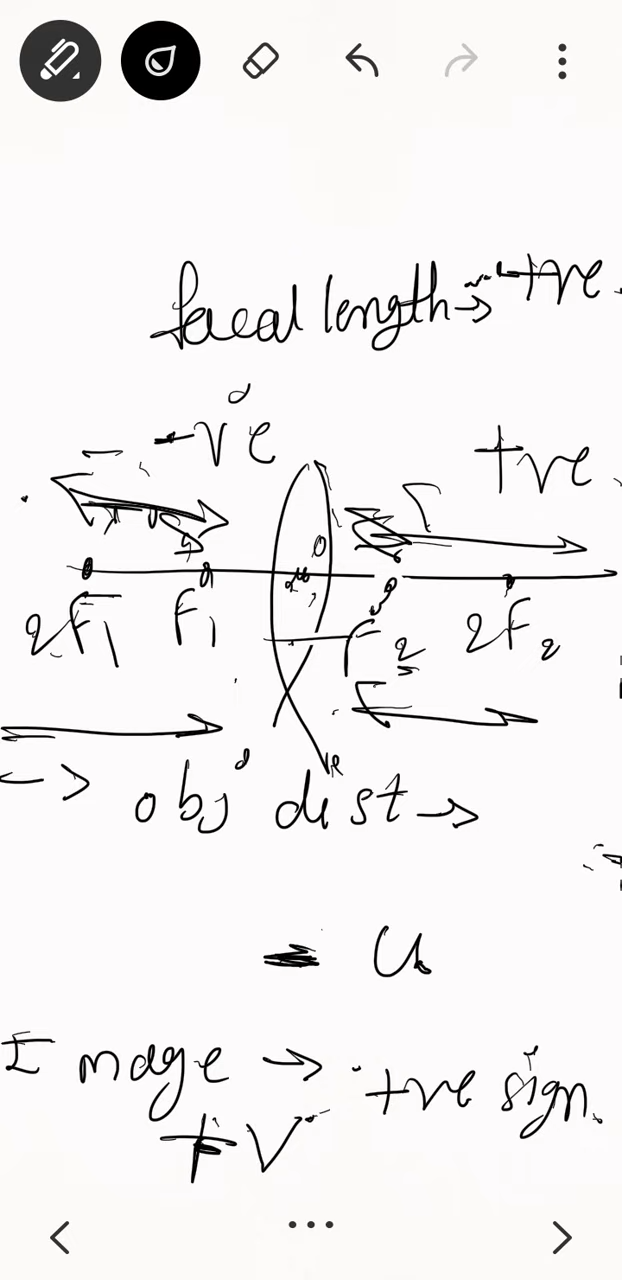 focal length → +ve
-ve
+ve
O
2F1 F1 F2 2F2
obj dist →
- u
Image → +ve sign.
+V